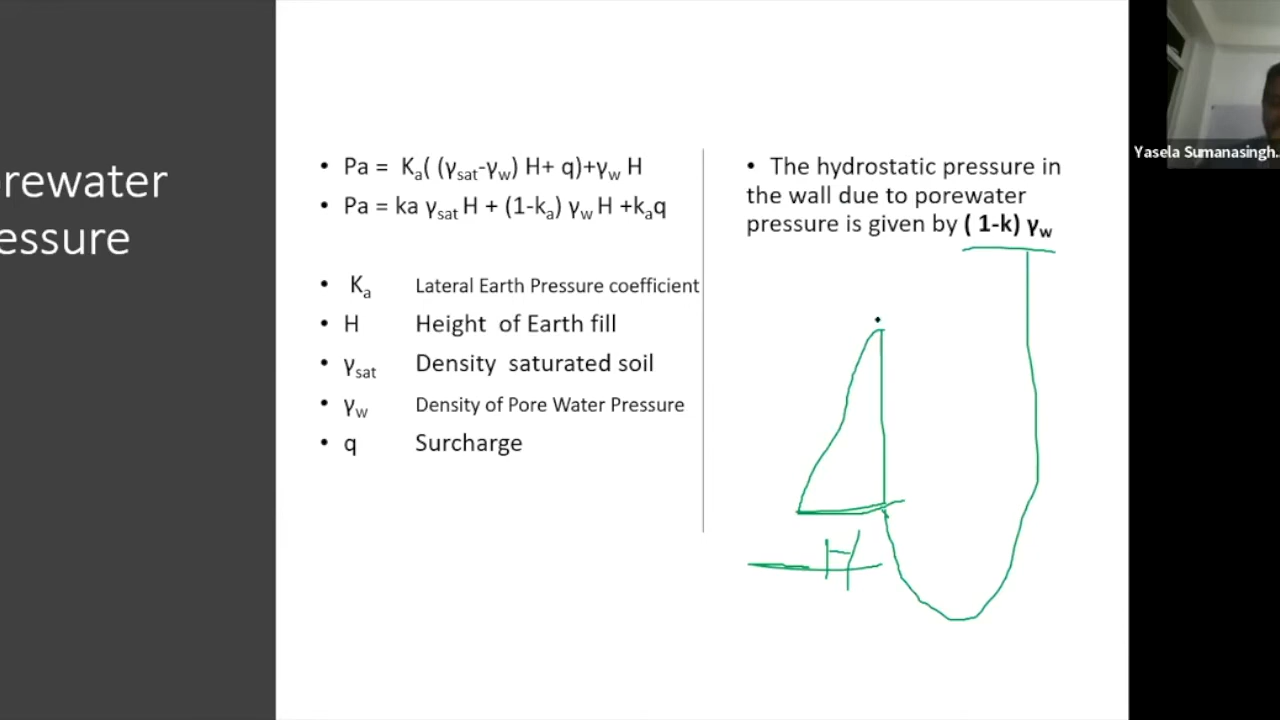 orewater
essure
• Pa = Kₐ( (γsat-γw) H+ q)+γw H
• Pa = ka γsat H + (1-kₐ) γw H +kₐq
• Kₐ Lateral Earth Pressure coefficient
• H Height of Earth fill
• γsat Density saturated soil
• γw Density of Pore Water Pressure
• q Surcharge
• The hydrostatic pressure in
the wall due to porewater
pressure is given by ( 1-k) γw
H
Yasela Sumanasingh...